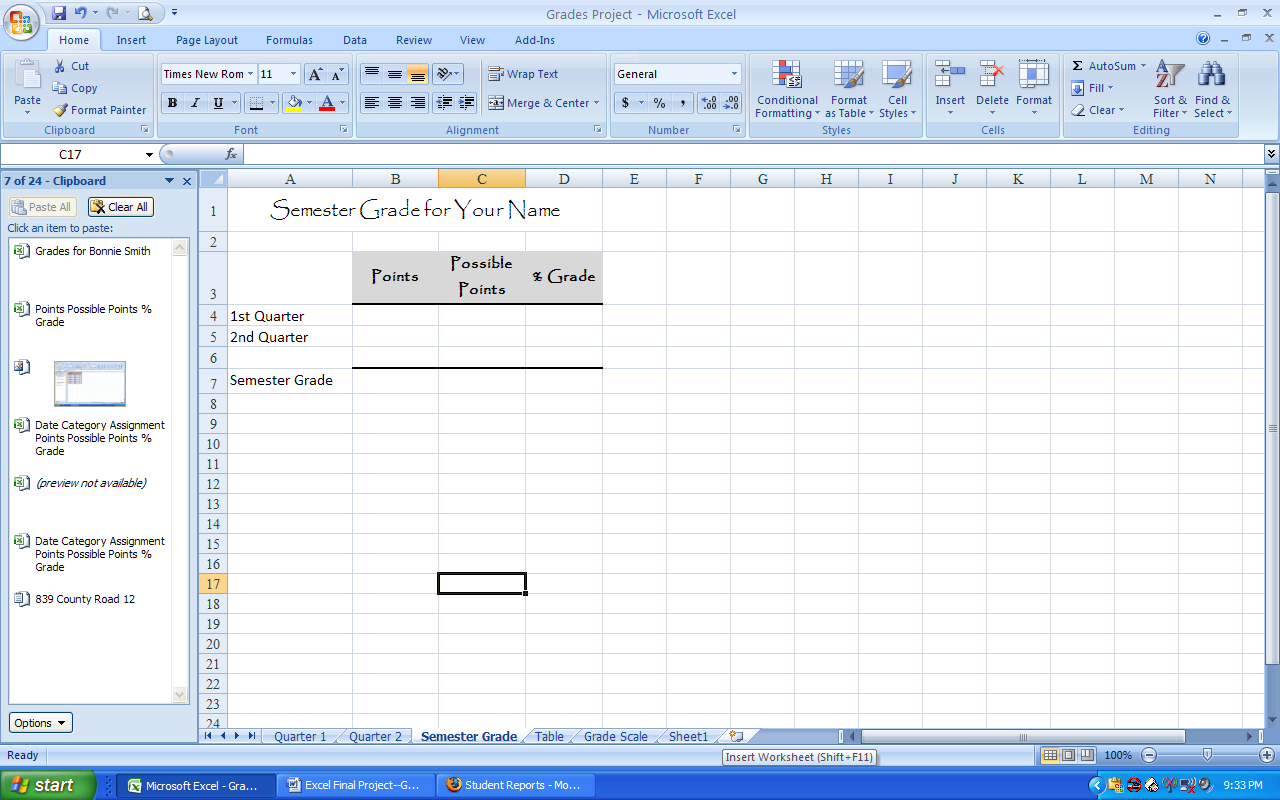 Grades Project - Microsoft Excel
Home Insert Page Layout Formulas Data Review View Add-Ins
Paste
Cut
Copy
Format Painter
Clipboard
Times New Rom 11
B I U
Font
Wrap Text
Merge & Center
Alignment
General
$ % ,
Number
Conditional Formatting
Format as Table
Cell Styles
Styles
Insert Delete Format
Cells
Σ AutoSum
Fill
Clear
Sort & Filter
Find & Select
Editing
C17
fx
7 of 24 - Clipboard
Paste All Clear All
Click an item to paste:
Grades for Bonnie Smith
Points Possible Points %
Grade
Date Category Assignment
Points Possible Points %
Grade
(preview not available)
Date Category Assignment
Points Possible Points %
Grade
839 County Road 12
Options
A B C D E F G H I J K L M N
1 Semester Grade for Your Name
2
3 Points Possible Points % Grade
4 1st Quarter
5 2nd Quarter
6
7 Semester Grade
8
9
10
11
12
13
14
15
16
17
18
19
20
21
22
23
24
Quarter 1 Quarter 2 Semester Grade Table Grade Scale Sheet1
Insert Worksheet (Shift+F11)
Ready
100%
start
Microsoft Excel - Gra...
Excel Final Project--G...
Student Reports - Mo...
9:33 PM